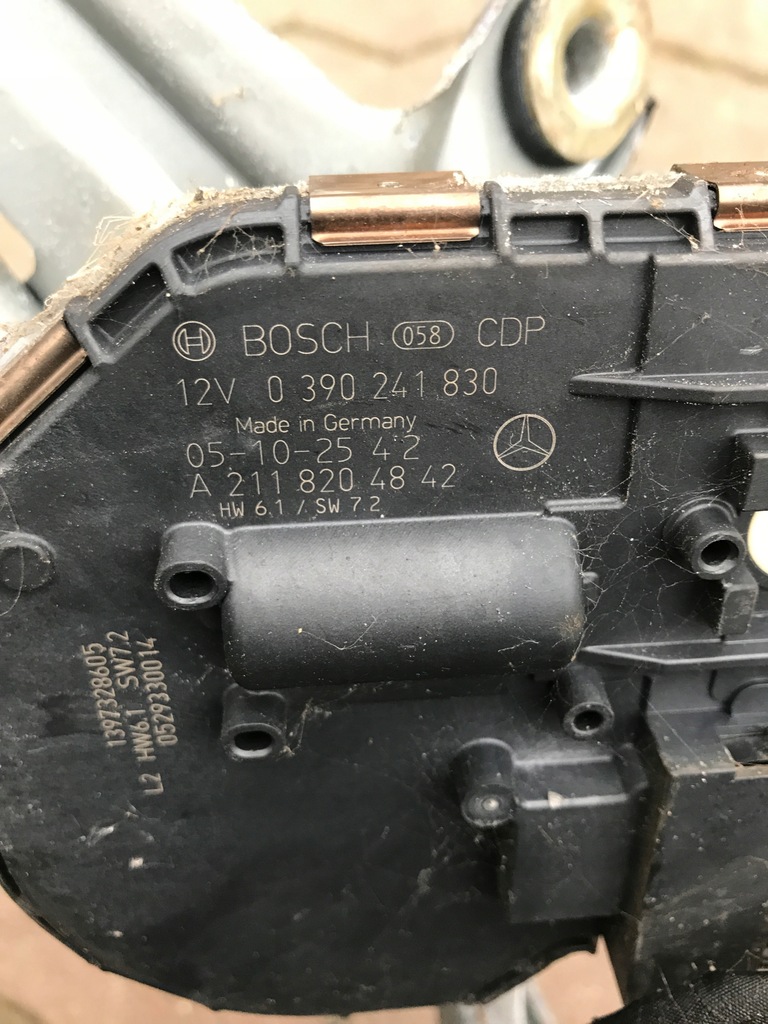 BOSCH 058 CDP
12V 0 390 241 830
Made in Germany
05-10-25 4 2
A 211 820 48 42
HW 6.1 / SW 7.2
1397328605
L2 HW6.1 SW7.2
0529330014